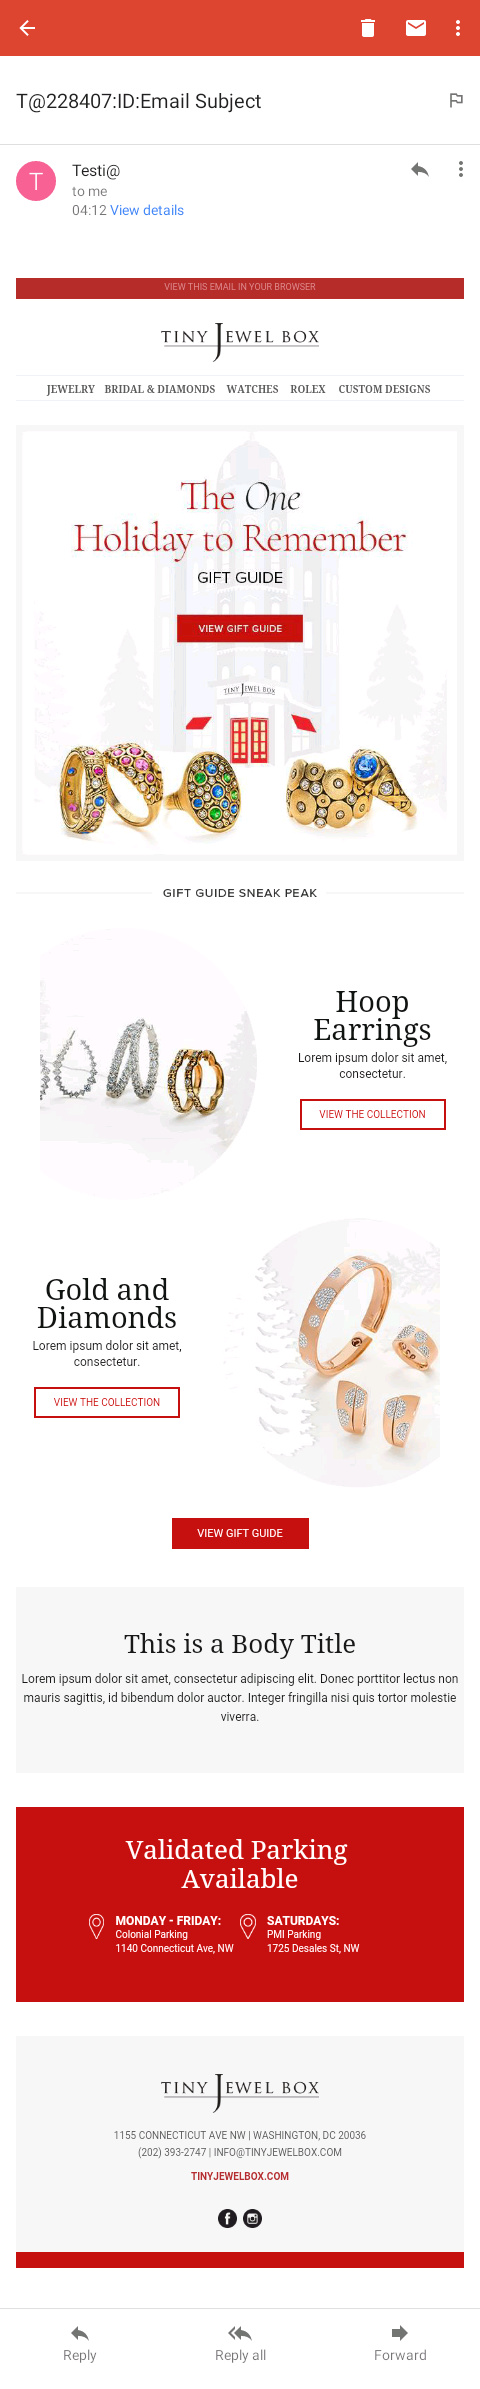 T@228407:ID:Email Subject
T
Testi@
to me
04:12 View details
VIEW THIS EMAIL IN YOUR BROWSER
TINY JEWEL BOX
JEWELRY BRIDAL & DIAMONDS WATCHES ROLEX CUSTOM DESIGNS
The One
Holiday to Remember
GIFT GUIDE
VIEW GIFT GUIDE
TINY JEWEL BOX
GIFT GUIDE SNEAK PEAK
Hoop
Earrings
Lorem ipsum dolor sit amet,
consectetur.
VIEW THE COLLECTION
Gold and
Diamonds
Lorem ipsum dolor sit amet,
consectetur.
VIEW THE COLLECTION
VIEW GIFT GUIDE
This is a Body Title
Lorem ipsum dolor sit amet, consectetur adipiscing elit. Donec porttitor lectus non
mauris sagittis, id bibendum dolor auctor. Integer fringilla nisi quis tortor molestie
viverra.
Validated Parking
Available
MONDAY - FRIDAY:
Colonial Parking
1140 Connecticut Ave, NW
SATURDAYS:
PMI Parking
1725 Desales St, NW
TINY JEWEL BOX
1155 CONNECTICUT AVE NW | WASHINGTON, DC 20036
(202) 393-2747 | INFO@TINYJEWELBOX.COM
TINYJEWELBOX.COM
Reply
Reply all
Forward